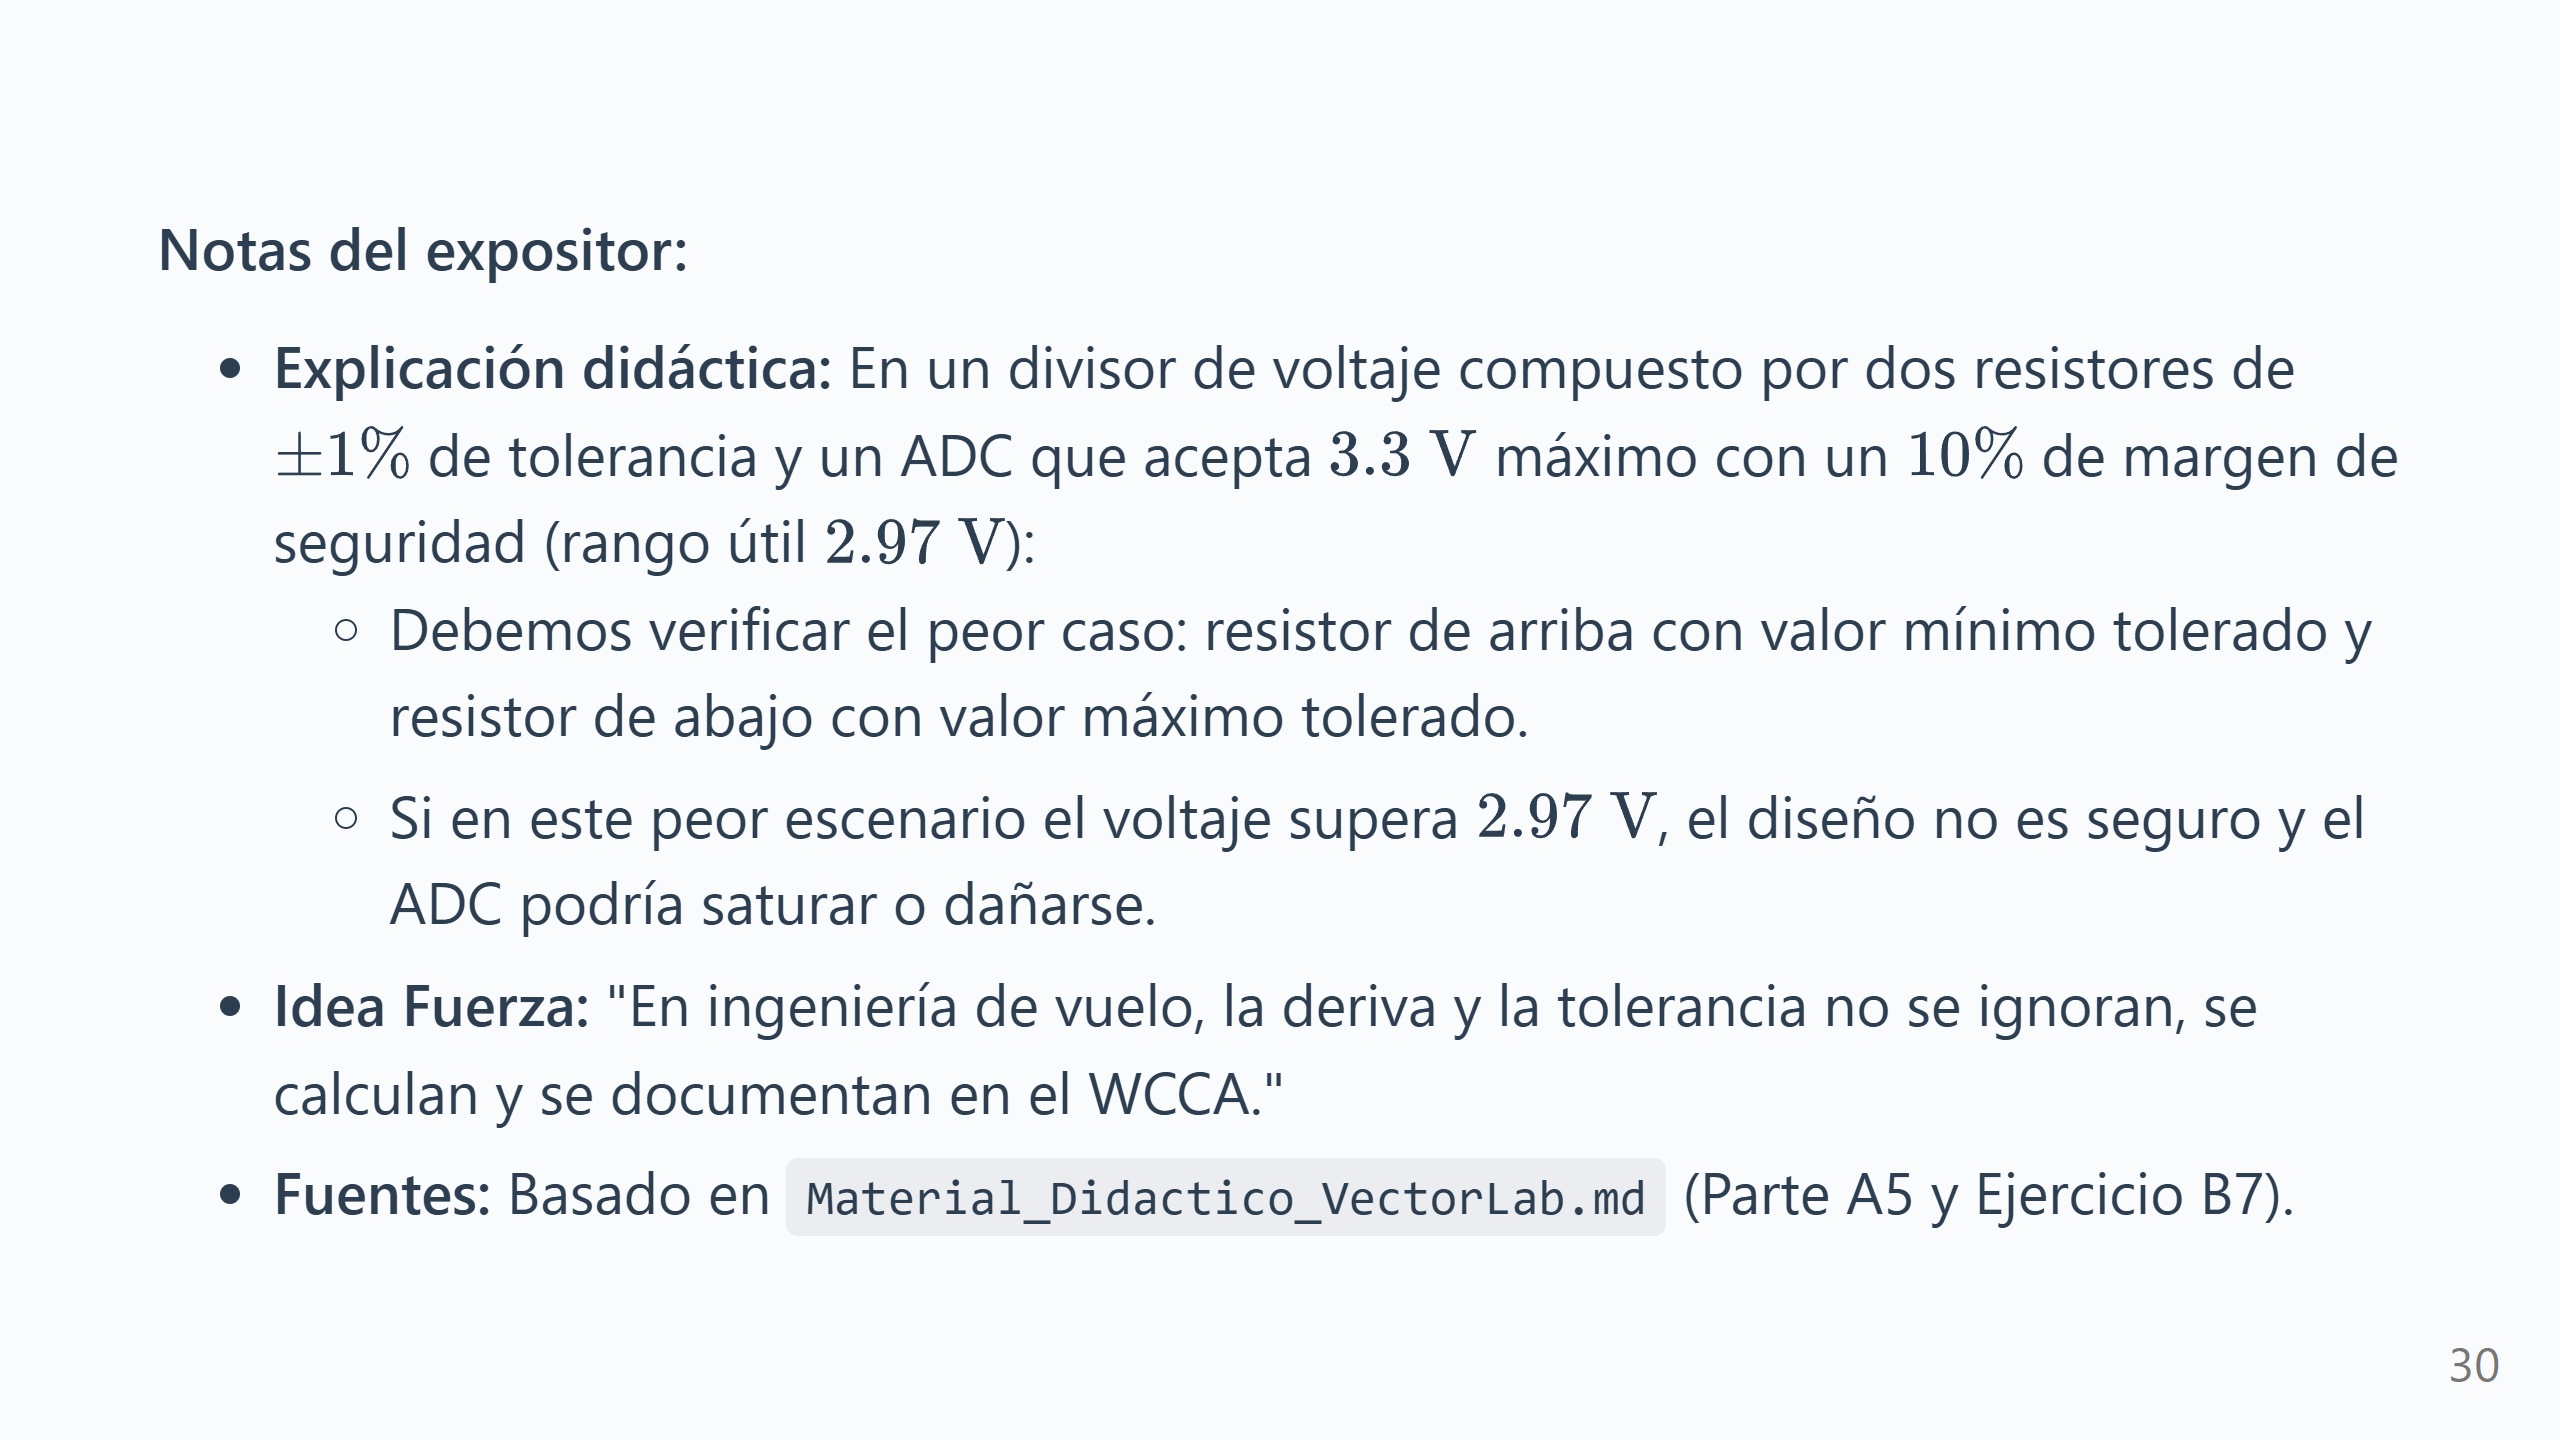 Notas del expositor:
• Explicación didáctica: En un divisor de voltaje compuesto por dos resistores de
±1% de tolerancia y un ADC que acepta 3.3 V máximo con un 10% de margen de
seguridad (rango útil 2.97 V):
○ Debemos verificar el peor caso: resistor de arriba con valor mínimo tolerado y
resistor de abajo con valor máximo tolerado.
○ Si en este peor escenario el voltaje supera 2.97 V, el diseño no es seguro y el
ADC podría saturar o dañarse.
• Idea Fuerza: "En ingeniería de vuelo, la deriva y la tolerancia no se ignoran, se
calculan y se documentan en el WCCA."
• Fuentes: Basado en Material_Didactico_VectorLab.md (Parte A5 y Ejercicio B7).
30